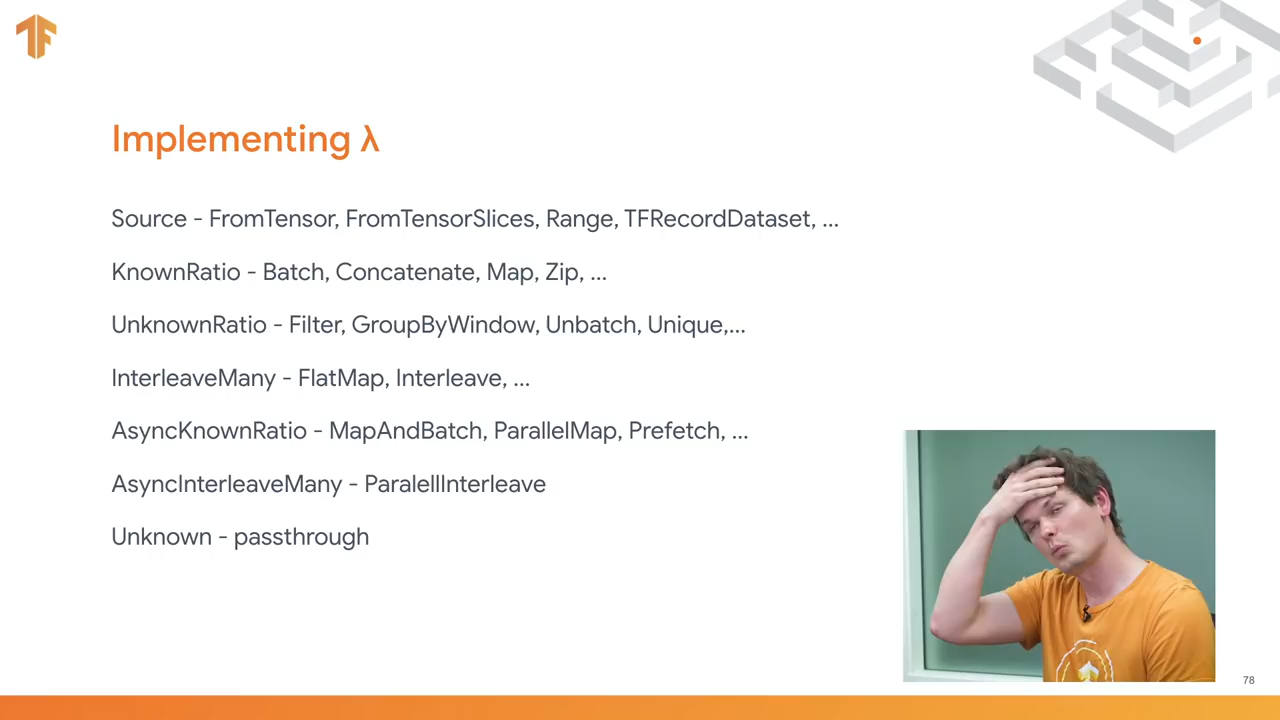 Implementing λ
Source - FromTensor, FromTensorSlices, Range, TFRecordDataset, ...
KnownRatio - Batch, Concatenate, Map, Zip, ...
UnknownRatio - Filter, GroupByWindow, Unbatch, Unique,...
InterleaveMany - FlatMap, Interleave, ...
AsyncKnownRatio - MapAndBatch, ParallelMap, Prefetch, ...
AsyncInterleaveMany - ParalelllInterleave
Unknown - passthrough
78